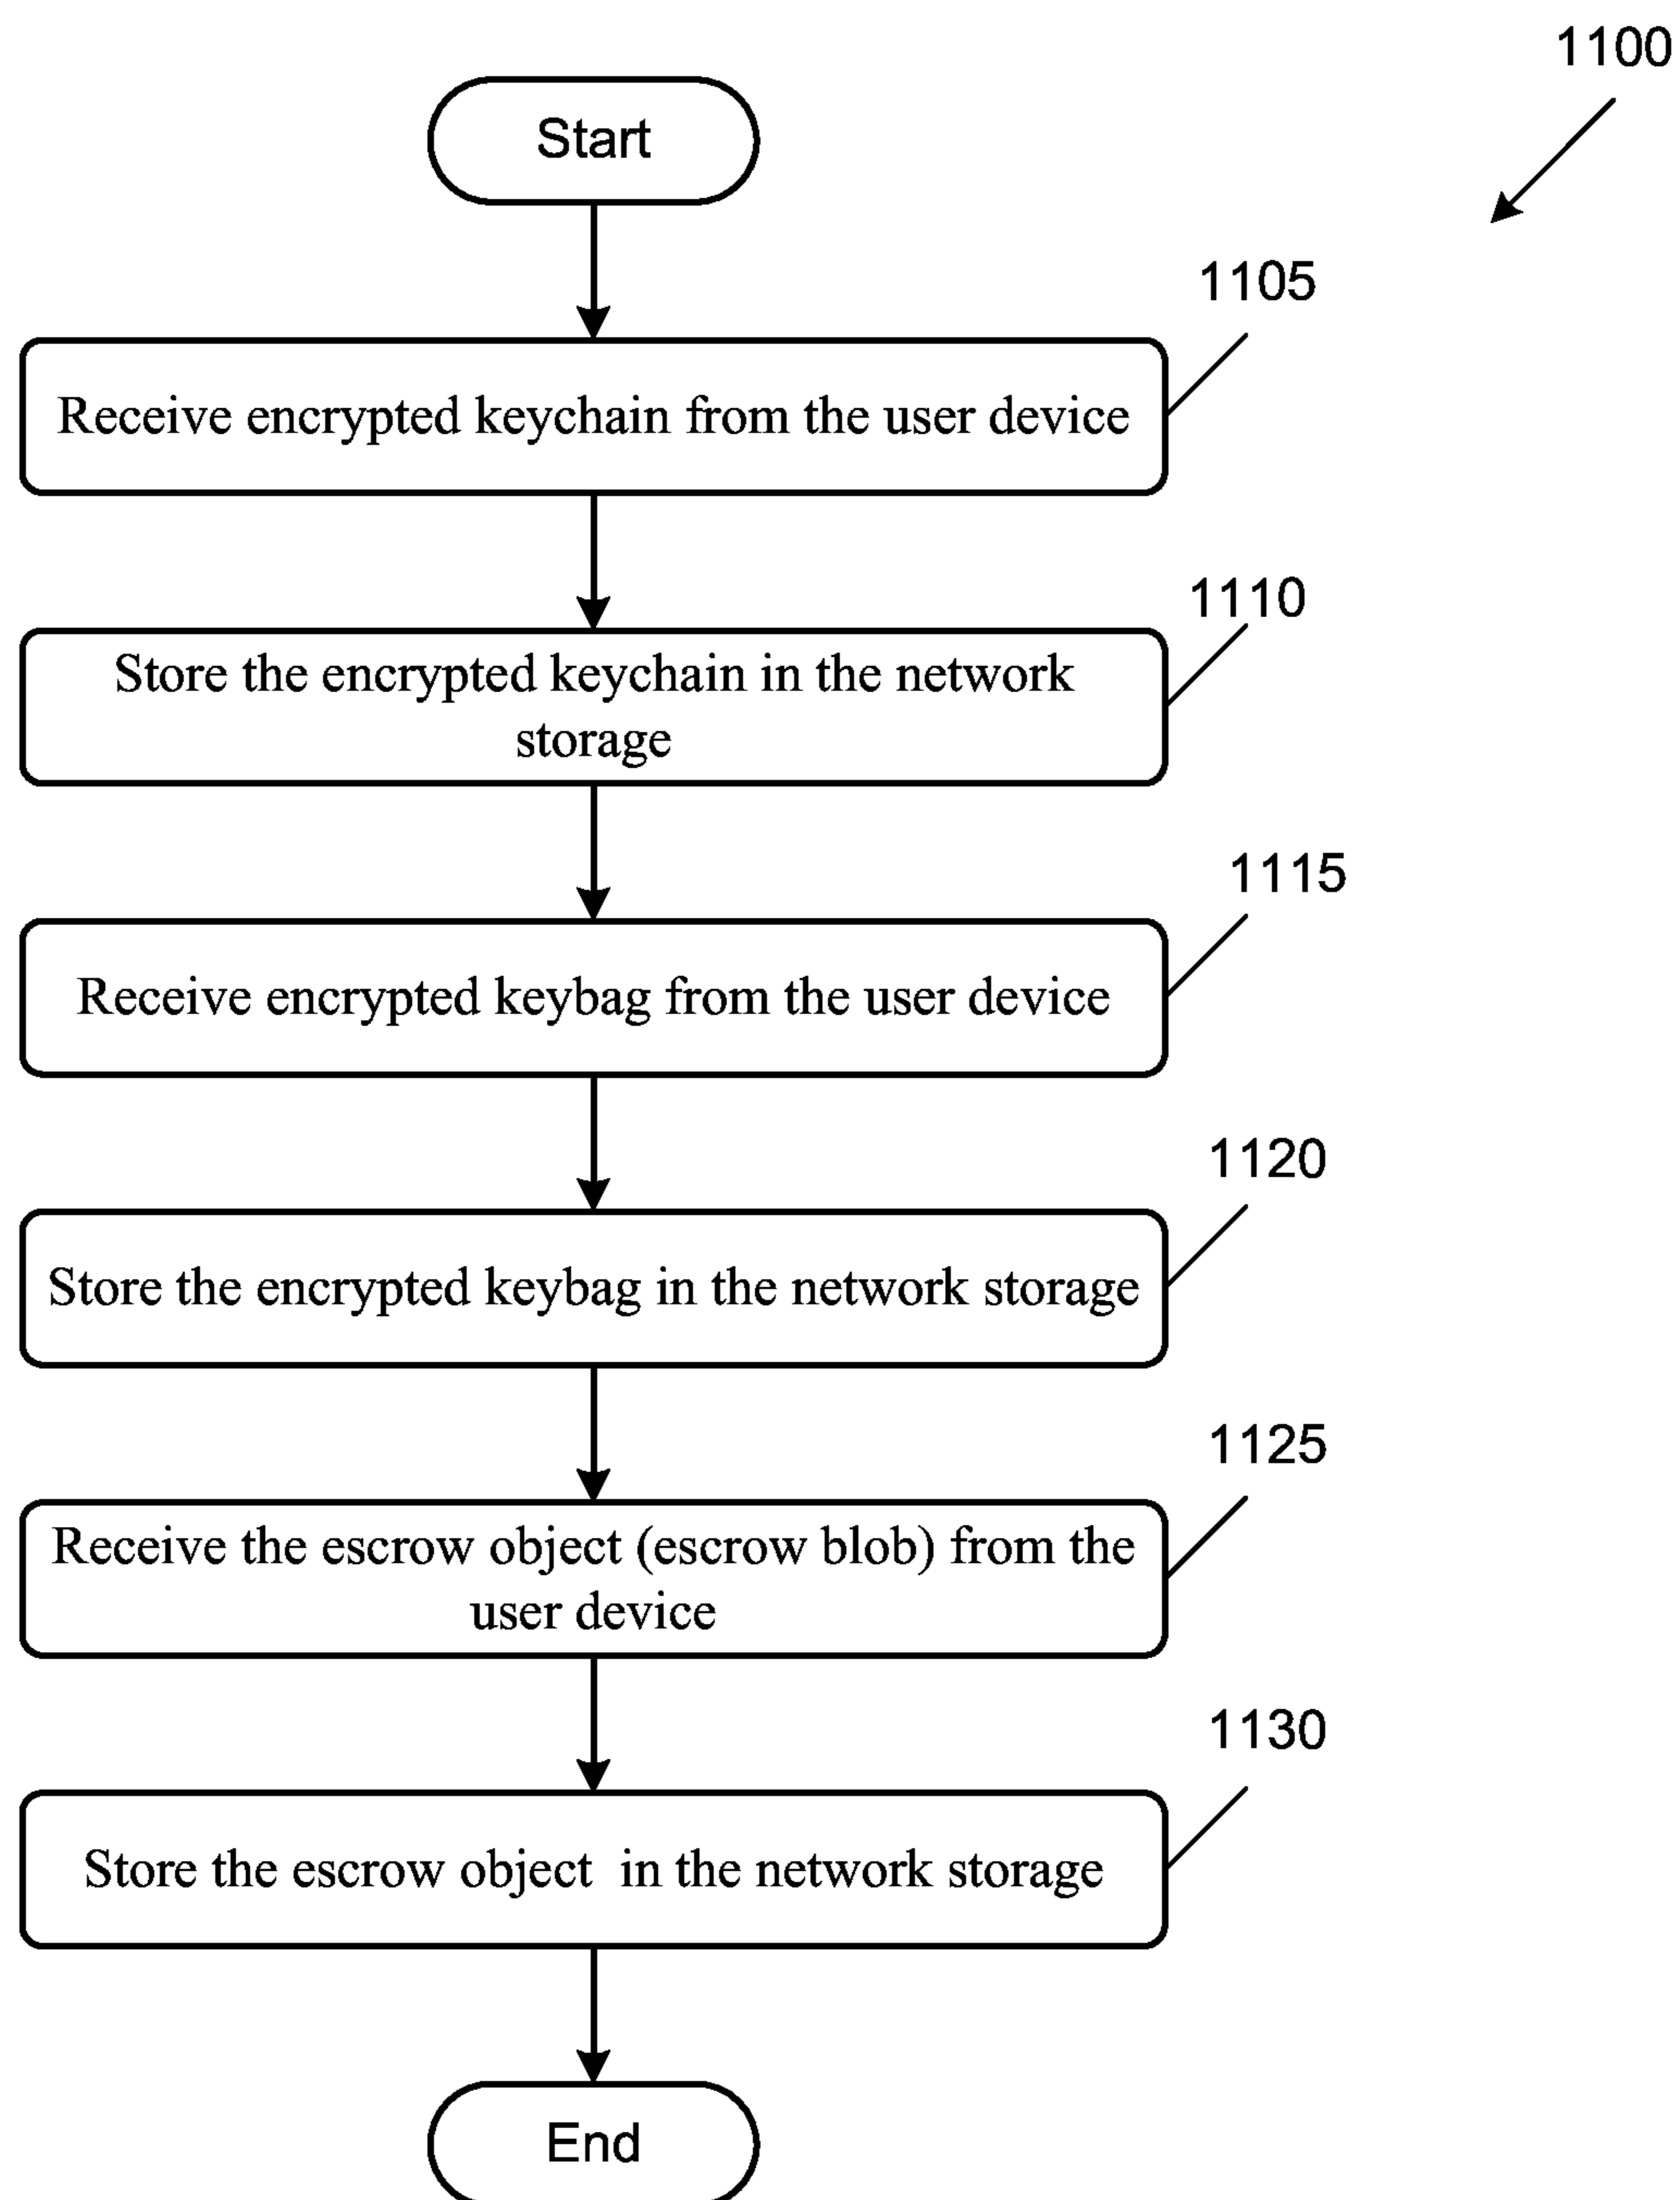 1100
Start
1105
Receive encrypted keychain from the user device
1110
Store the encrypted keychain in the network
storage
1115
Receive encrypted keybag from the user device
1120
Store the encrypted keybag in the network storage
1125
Receive the escrow object (escrow blob) from the
user device
1130
Store the escrow object  in the network storage
End